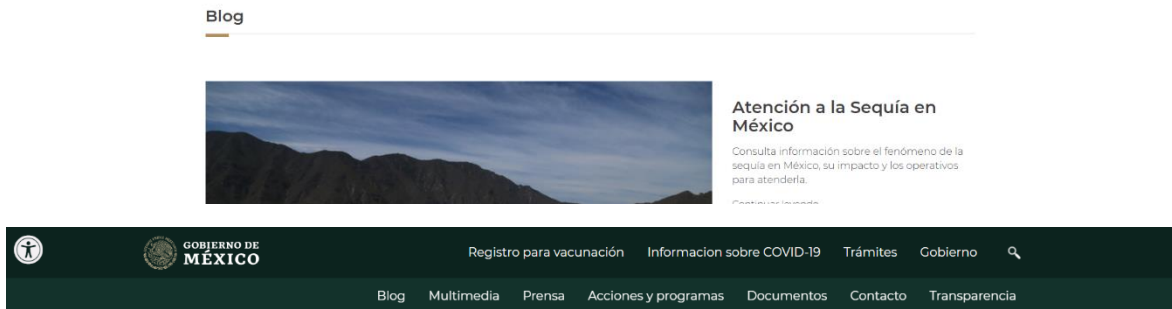 Blog
Atención a la Sequía en
México
Consulta información sobre el fenómeno de la
sequía en México, su impacto y los operativos
para atenderla.
Continuar leyendo
GOBIERNO DE
MÉXICO
Registro para vacunación Informacion sobre COVID-19 Trámites Gobierno
Blog Multimedia Prensa Acciones y programas Documentos Contacto Transparencia